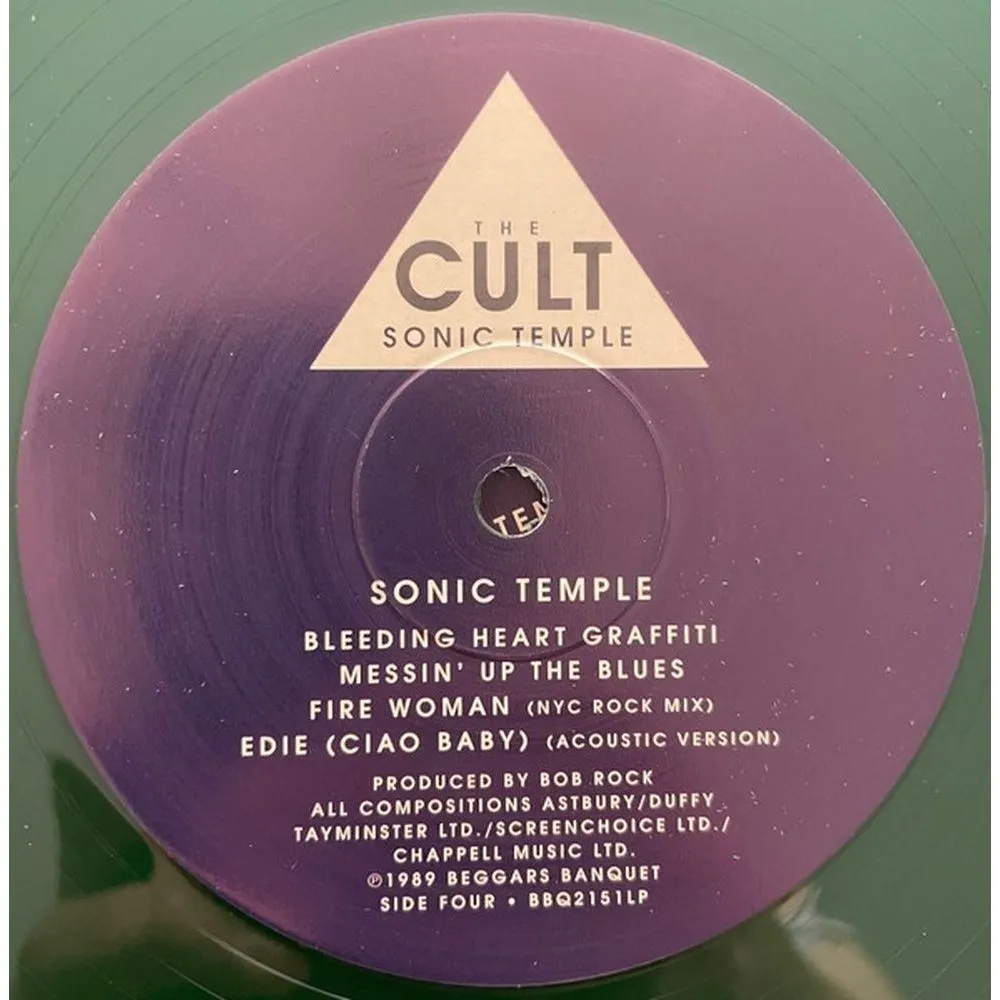 THE
CULT
SONIC TEMPLE
TEM
SONIC TEMPLE
BLEEDING HEART GRAFFITI
MESSIN' UP THE BLUES
FIRE WOMAN (NYC ROCK MIX)
EDIE (CIAO BABY) (ACOUSTIC VERSION)
PRODUCED BY BOB ROCK
ALL COMPOSITIONS ASTBURY/DUFFY
TAYMINSTER LTD./SCREENCHOICE LTD./
CHAPPELL MUSIC LTD.
℗1989 BEGGARS BANQUET
SIDE FOUR • BBQ2151LP